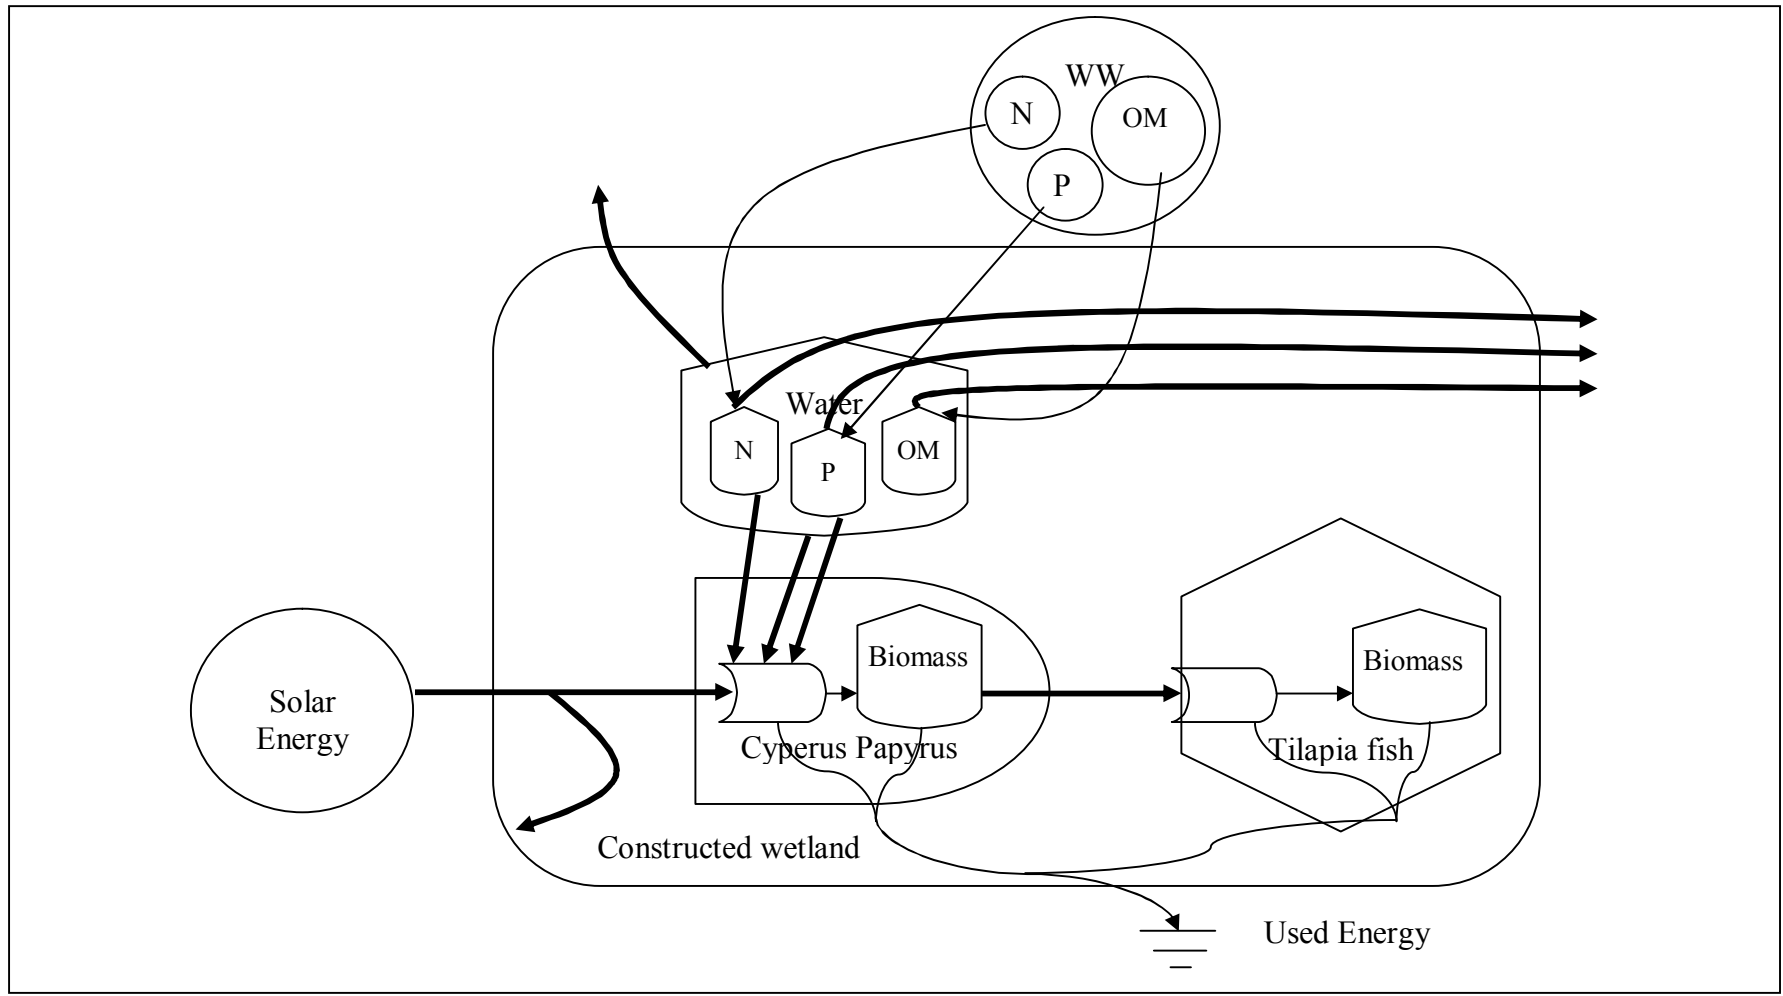 WW
N
OM
P
Water
N
P
OM
Biomass
Biomass
Solar
Energy
Cyperus Papyrus
Tilapia fish
Constructed wetland
Used Energy